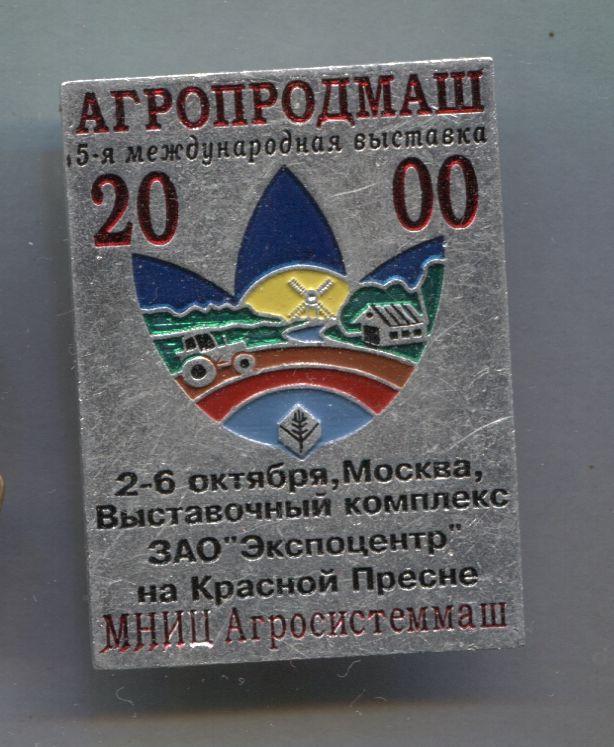 АГРОПРОДМАШ
5-я международная выставка
20 00
2-6 октября, Москва,
Выставочный комплекс
ЗАО "Экспоцентр"
на Красной Пресне
МНИЦ Агросистеммаш